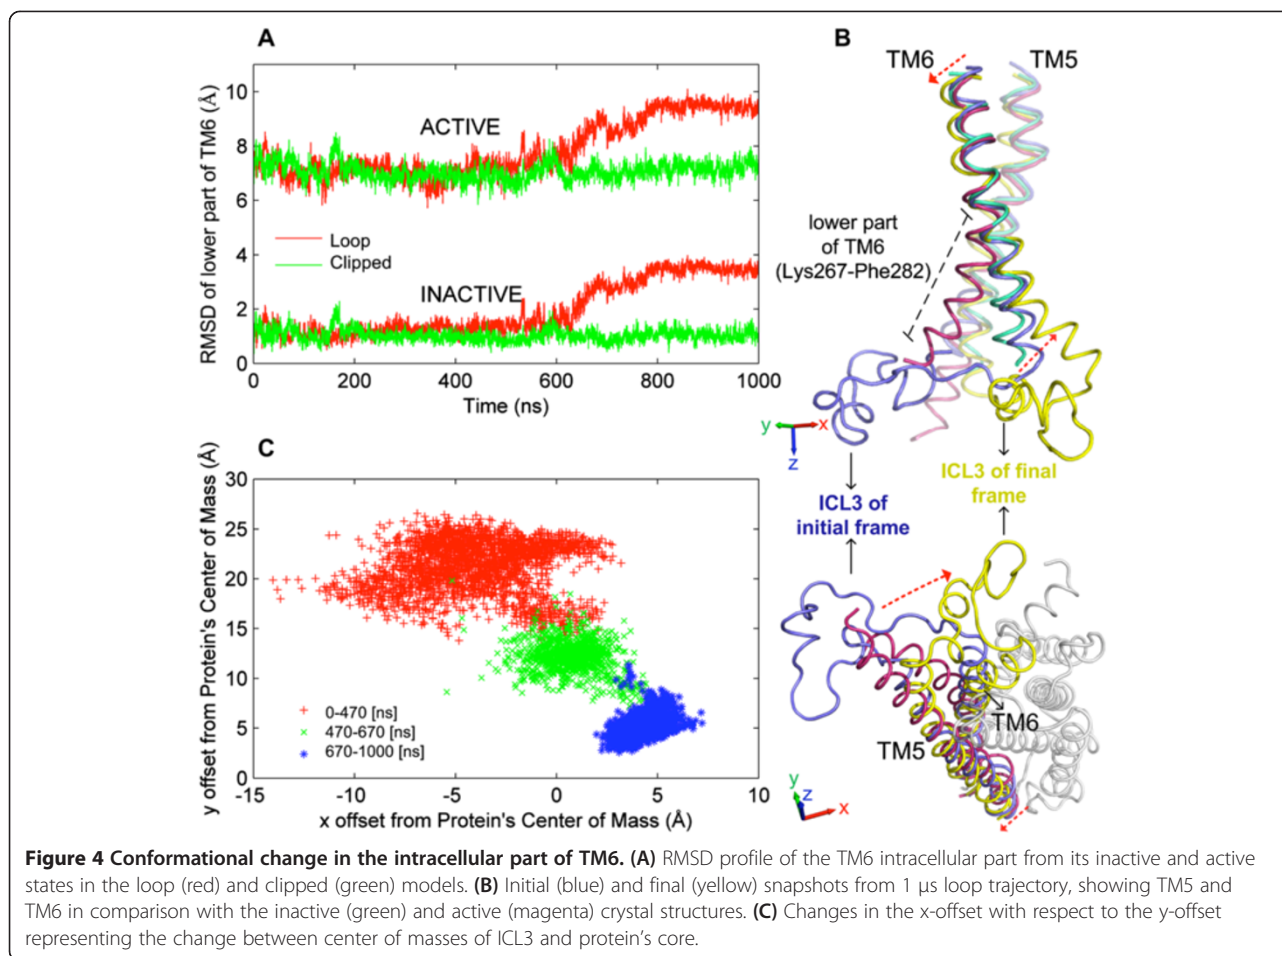 A
RMSD of lower part of TM6 (Å)
10
8
6
4
2
0
ACTIVE
Loop
Clipped
INACTIVE
0
200
400
600
800
1000
Time (ns)
B
TM6
TM5
lower part
of TM6
(Lys267-Phe282)
y
x
z
ICL3 of
initial frame
ICL3 of final
frame
TM6
TM5
y
z
x
C
y offset from Protein's Center of Mass (Å)
30
25
20
15
10
5
0
0-470 [ns]
470-670 [ns]
670-1000 [ns]
-15
-10
-5
0
5
10
x offset from Protein's Center of Mass (Å)
Figure 4 Conformational change in the intracellular part of TM6. (A) RMSD profile of the TM6 intracellular part from its inactive and active
states in the loop (red) and clipped (green) models. (B) Initial (blue) and final (yellow) snapshots from 1 μs loop trajectory, showing TM5 and
TM6 in comparison with the inactive (green) and active (magenta) crystal structures. (C) Changes in the x-offset with respect to the y-offset
representing the change between center of masses of ICL3 and protein's core.